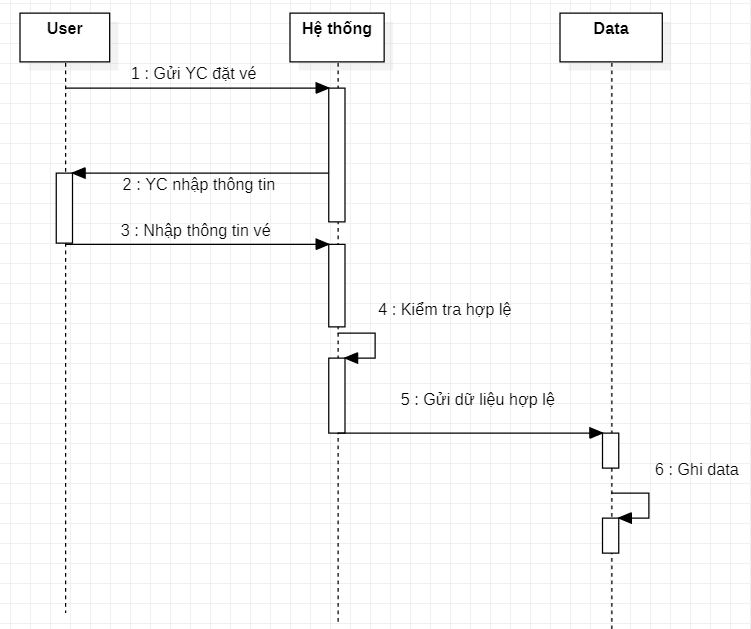 User
Hệ thống
Data
1 : Gửi YC đặt vé
2 : YC nhập thông tin
3 : Nhập thông tin vé
4 : Kiểm tra hợp lệ
5 : Gửi dữ liệu hợp lệ
6 : Ghi data